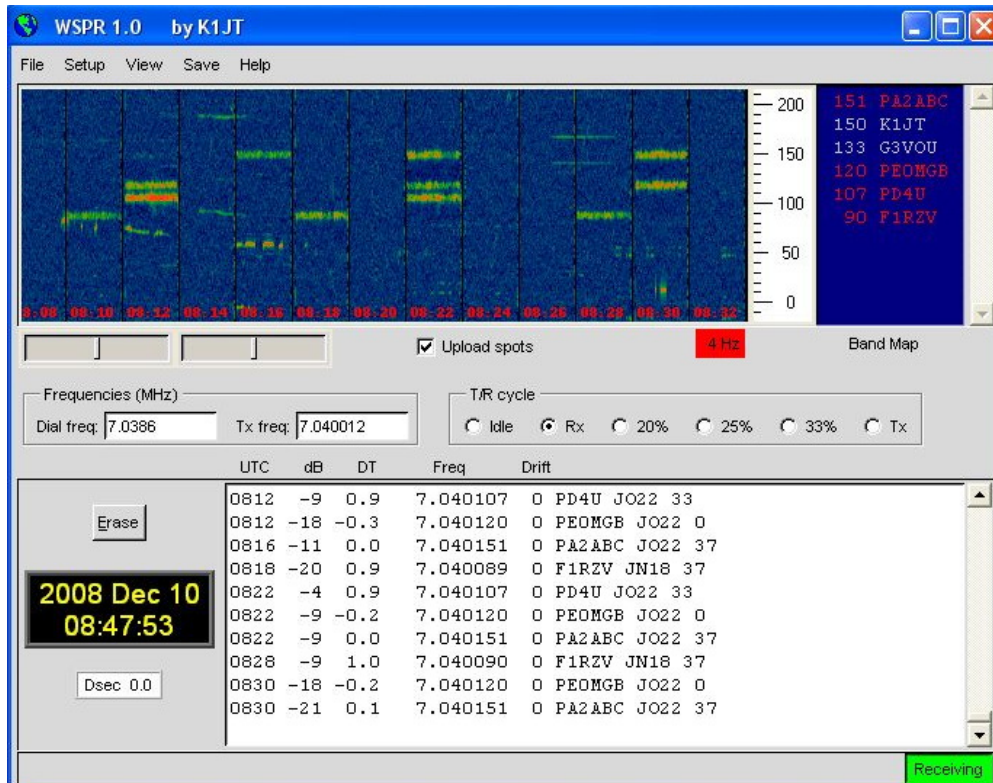 WSPR 1.0 by K1JT
File Setup View Save Help
200
150
100
50
0
151 PA2ABC
150 K1JT
133 G3VOU
120 PE0MGB
107 PD4U
90 F1RZV
8:08 08:10 08:12 08:14 08:16 08:18 08:20 08:22 08:24 08:26 08:28 08:30 08:32
Upload spots
4 Hz
Band Map
Frequencies (MHz)
Dial freq: 7.0386 Tx freq: 7.040012
T/R cycle
Idle Rx 20% 25% 33% Tx
UTC dB DT Freq Drift
0812 -9 0.9 7.040107 0 PD4U JO22 33
0812 -18 -0.3 7.040120 0 PE0MGB JO22 0
0816 -11 0.0 7.040151 0 PA2ABC JO22 37
0818 -20 0.9 7.040089 0 F1RZV JN18 37
0822 -4 0.9 7.040107 0 PD4U JO22 33
0822 -9 -0.2 7.040120 0 PE0MGB JO22 0
0822 -9 0.0 7.040151 0 PA2ABC JO22 37
0828 -9 1.0 7.040090 0 F1RZV JN18 37
0830 -18 -0.2 7.040120 0 PE0MGB JO22 0
0830 -21 0.1 7.040151 0 PA2ABC JO22 37
Erase
2008 Dec 10
08:47:53
Dsec 0.0
Receiving